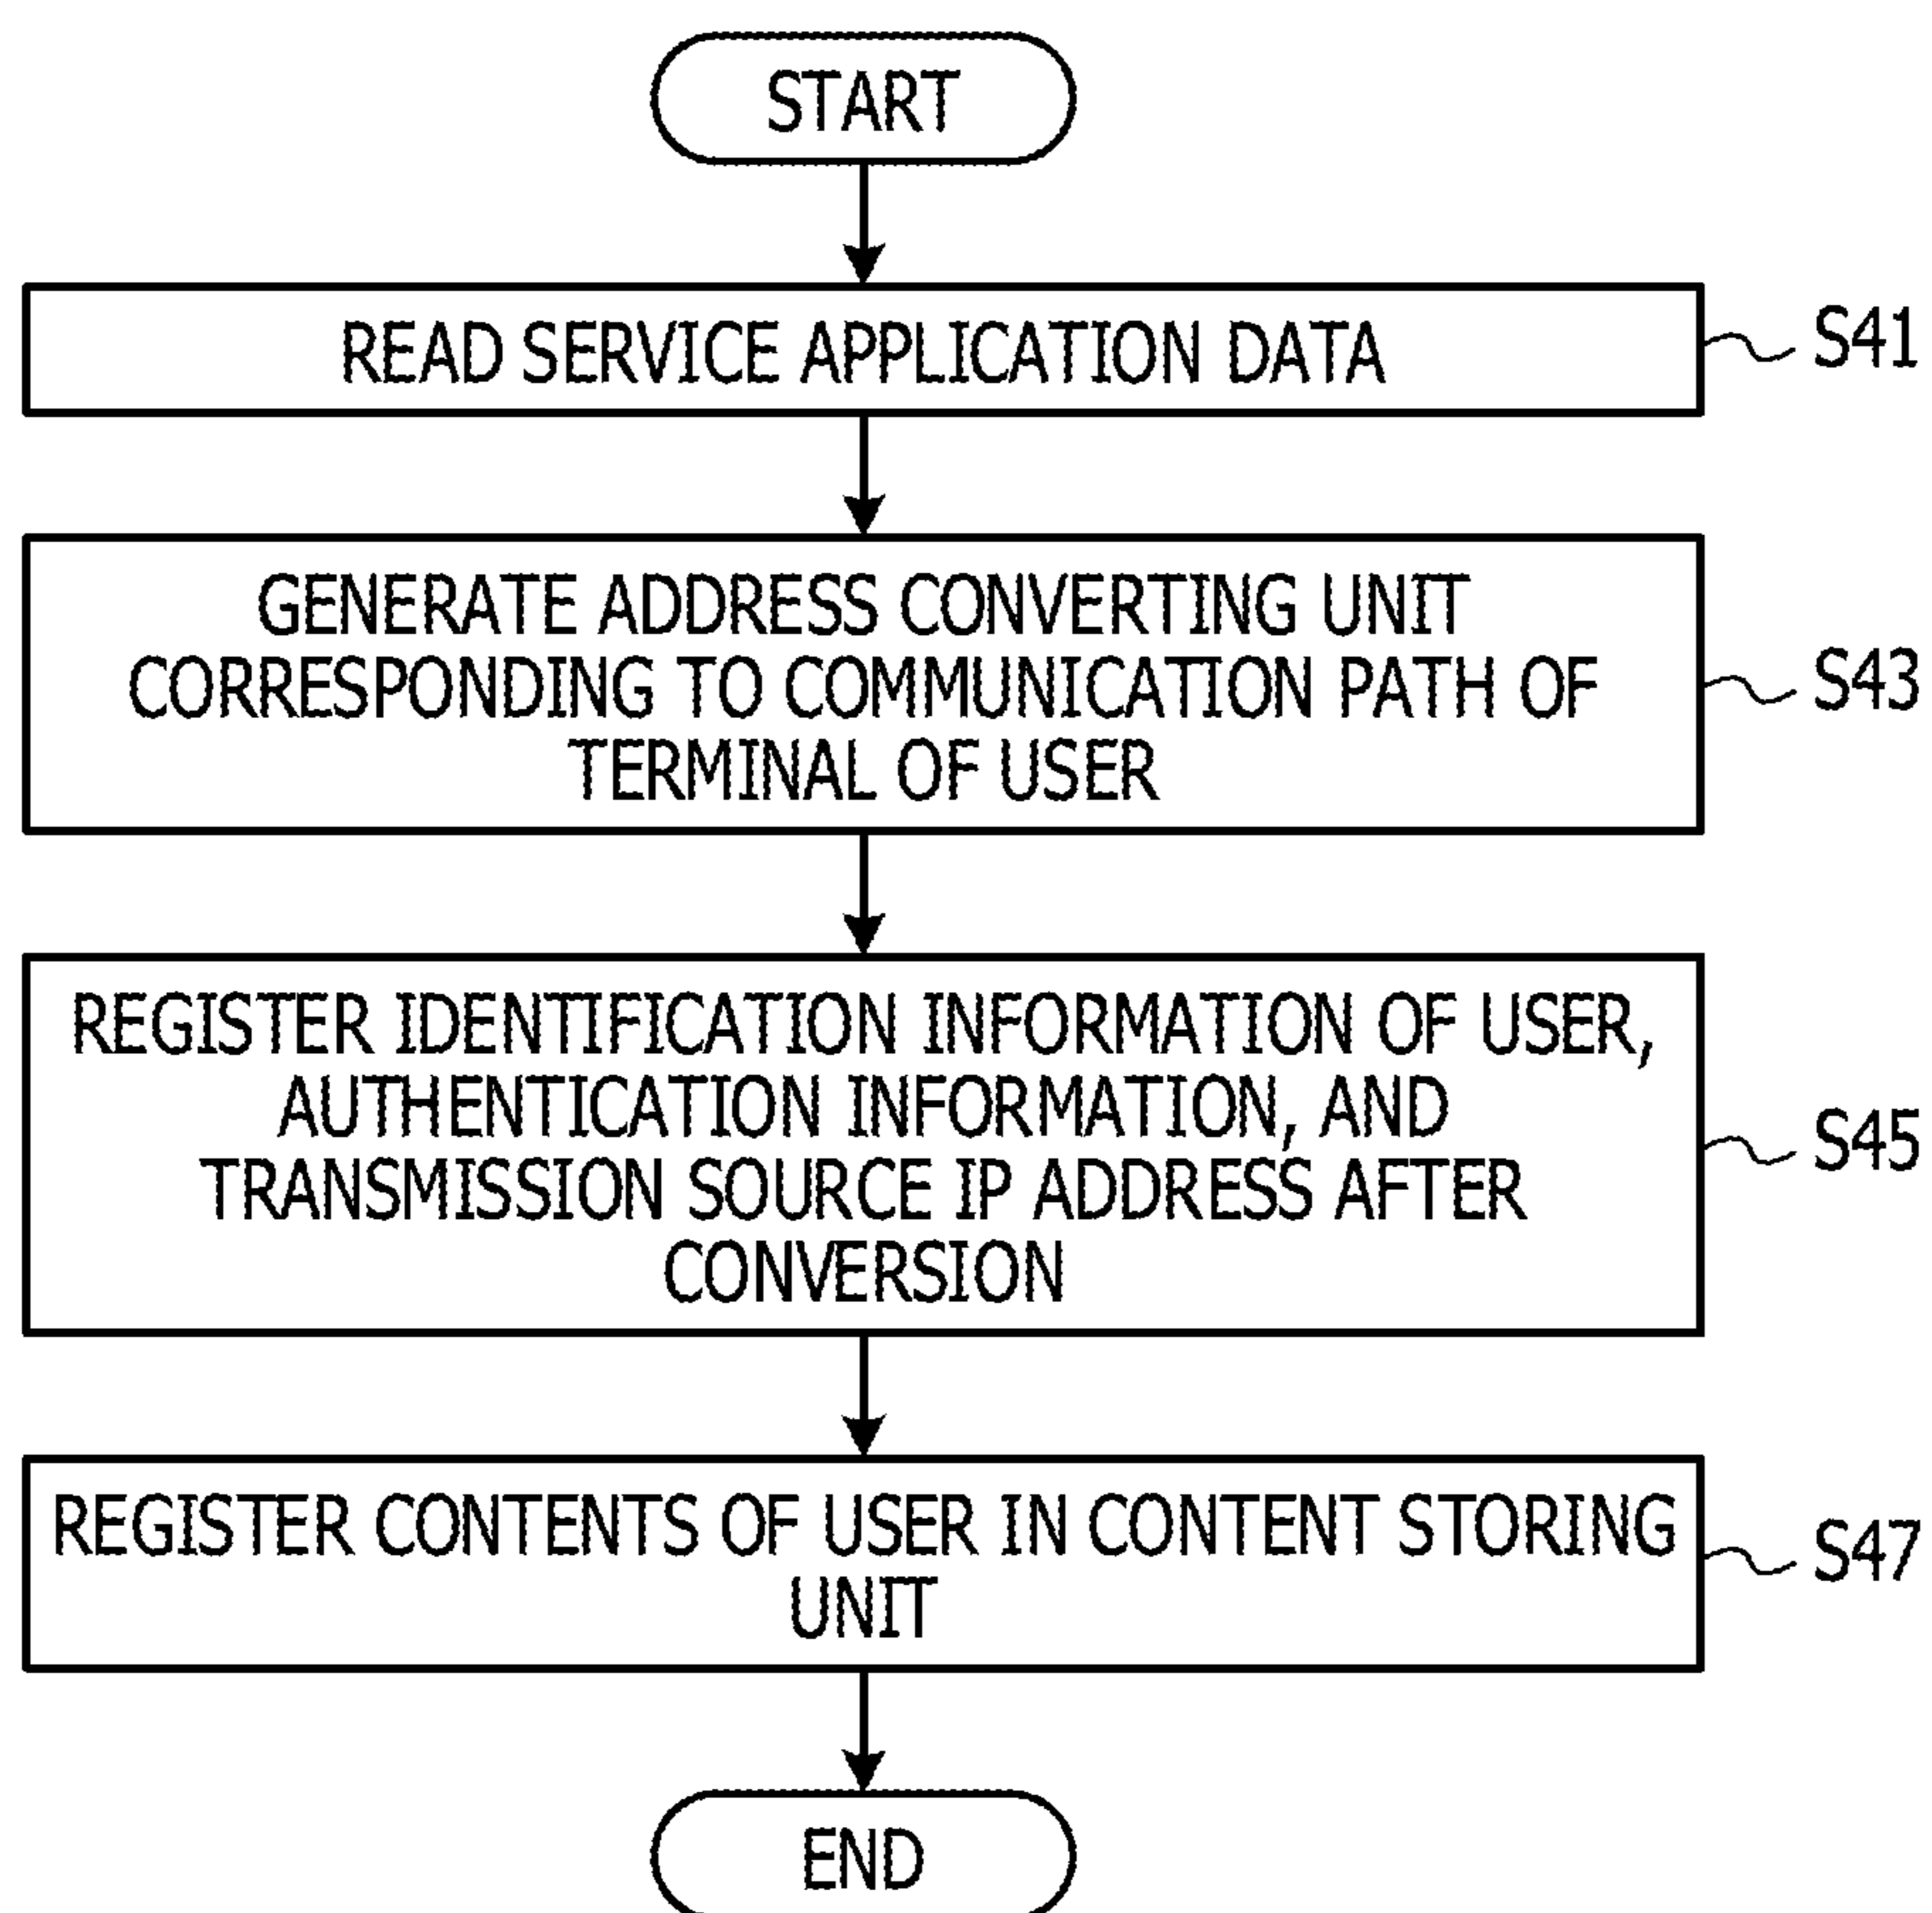 START
READ SERVICE APPLICATION DATA
S41
GENERATE ADDRESS CONVERTING UNIT
CORRESPONDING TO COMMUNICATION PATH OF
TERMINAL OF USER
S43
REGISTER IDENTIFICATION INFORMATION OF USER,
AUTHENTICATION INFORMATION, AND
TRANSMISSION SOURCE IP ADDRESS AFTER
CONVERSION
S45
REGISTER CONTENTS OF USER IN CONTENT STORING
UNIT
S47
END